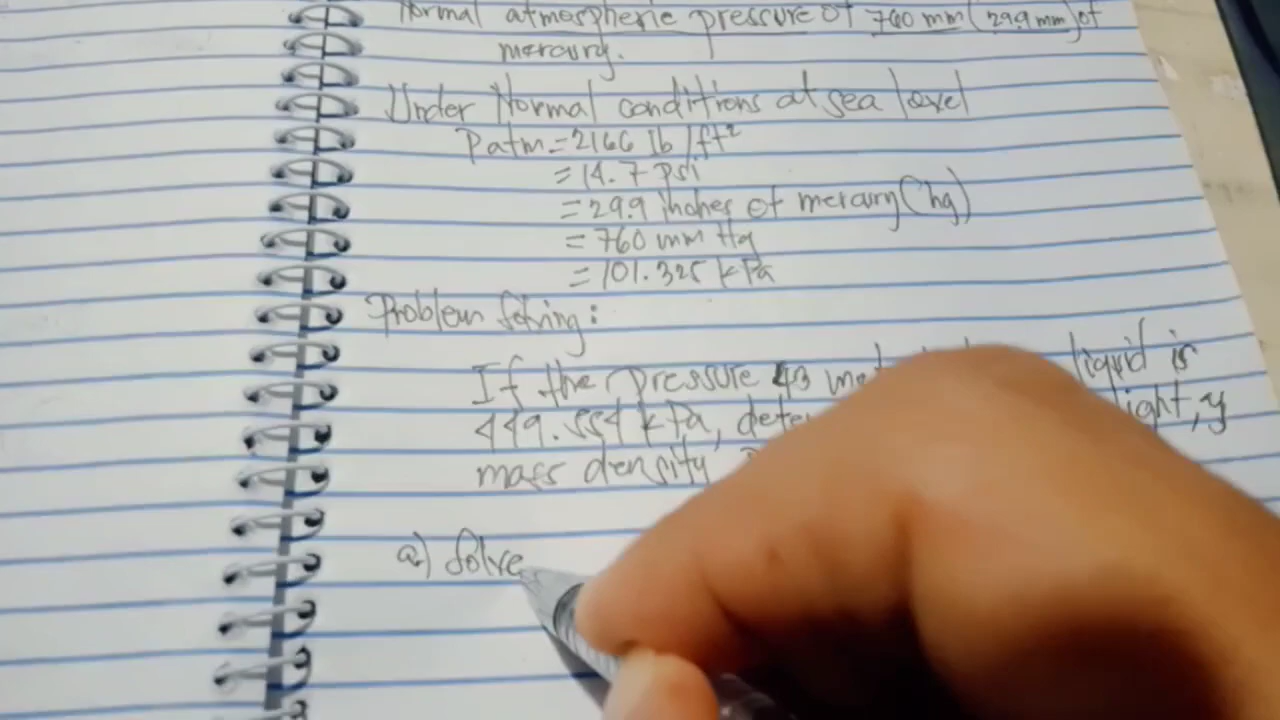 Normal atmospheric pressure of 760 mm (29.9 mm) of
mercury.
Under Normal conditions at sea level
Patm = 2166 lb/ft²
= 14.7 psi
= 29.9 inches of mercury (hg)
= 760 mm Hg
= 101.325 kPa
Problem Solving:
If the pressure liquid is
449.554 kPa,
mass density
a) Solve